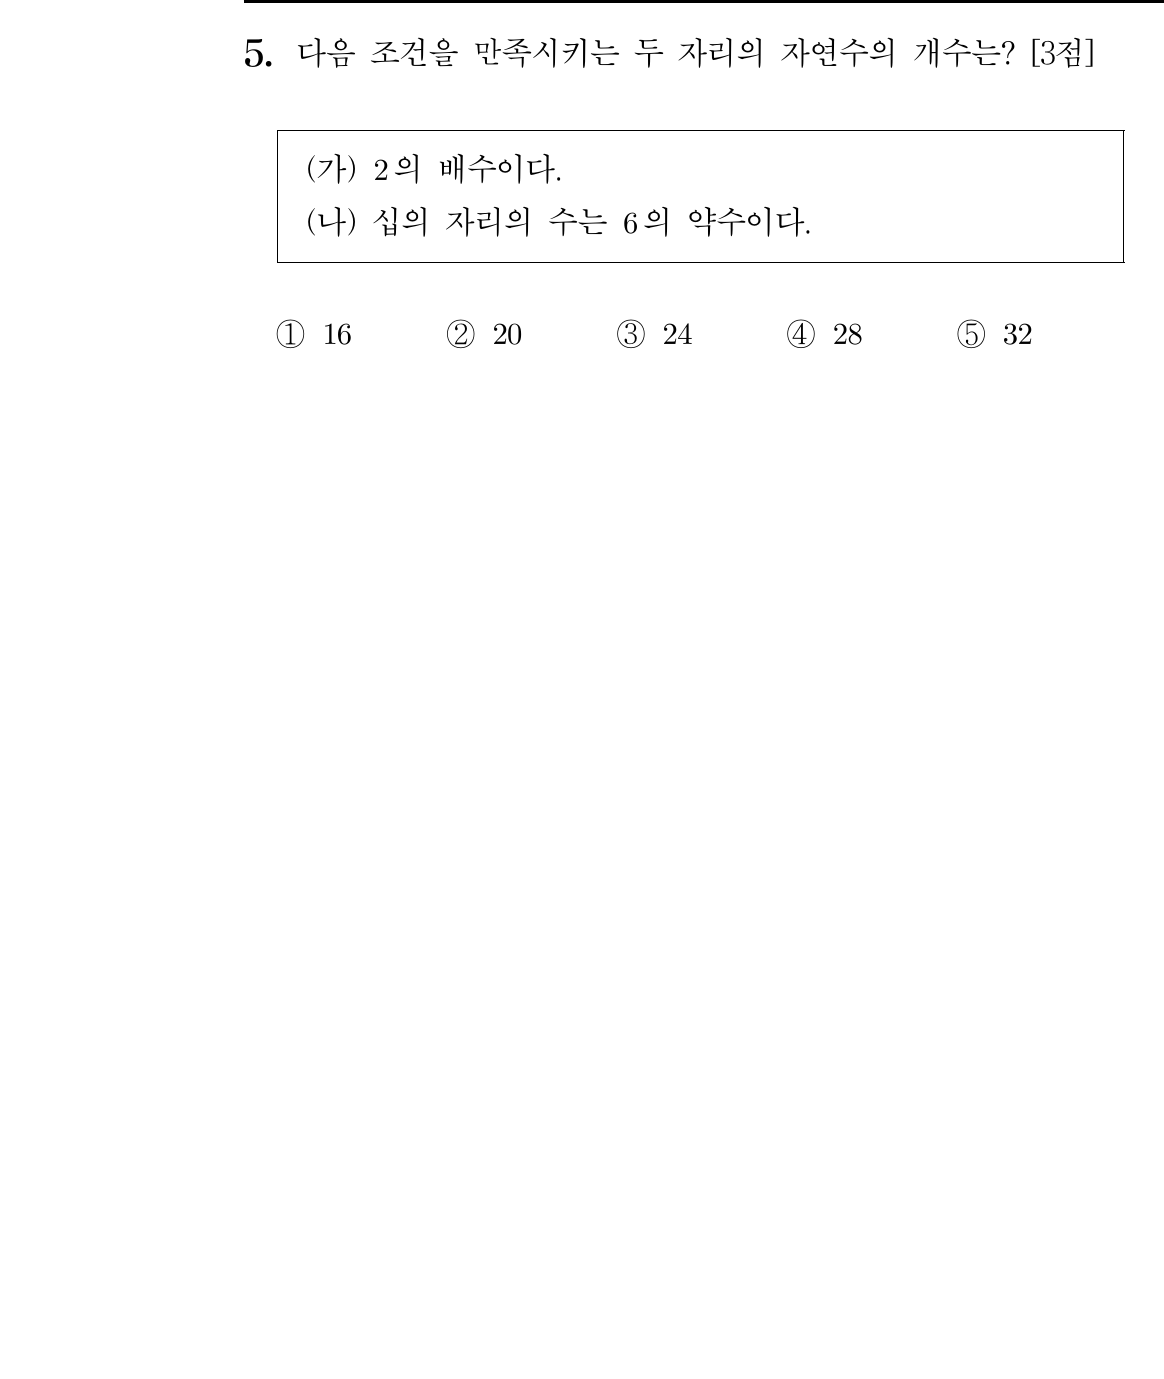 5. 다음 조건을 만족시키는 두 자리의 자연수의 개수는? [3점]
(가) 2의 배수이다.
(나) 십의 자리의 수는 6의 약수이다.
① 16 ② 20 ③ 24 ④ 28 ⑤ 32